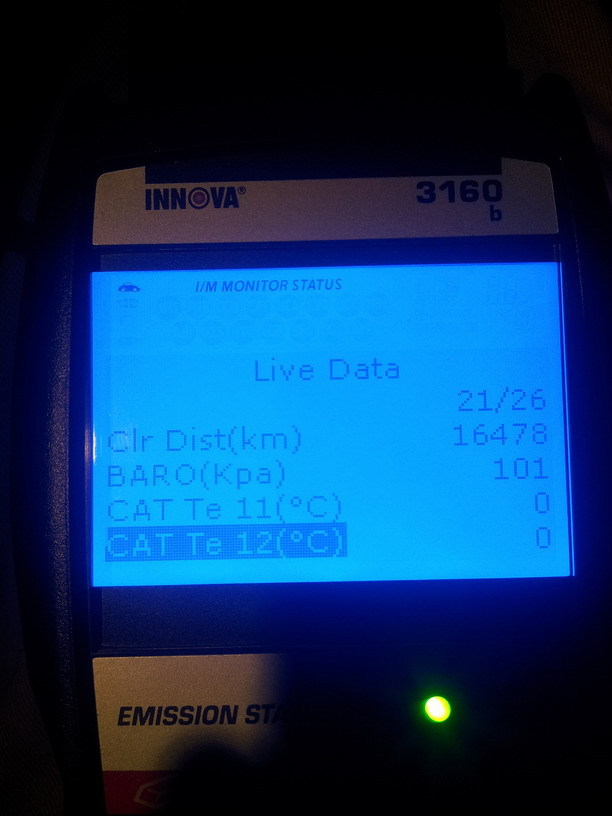 INNOVA® 3160
b
I/M MONITOR STATUS
Live Data
21/26
Clr Dist(km) 16478
BARO(Kpa) 101
CAT Te 11(°C) 0
CAT Te 12(°C) 0
EMISSION